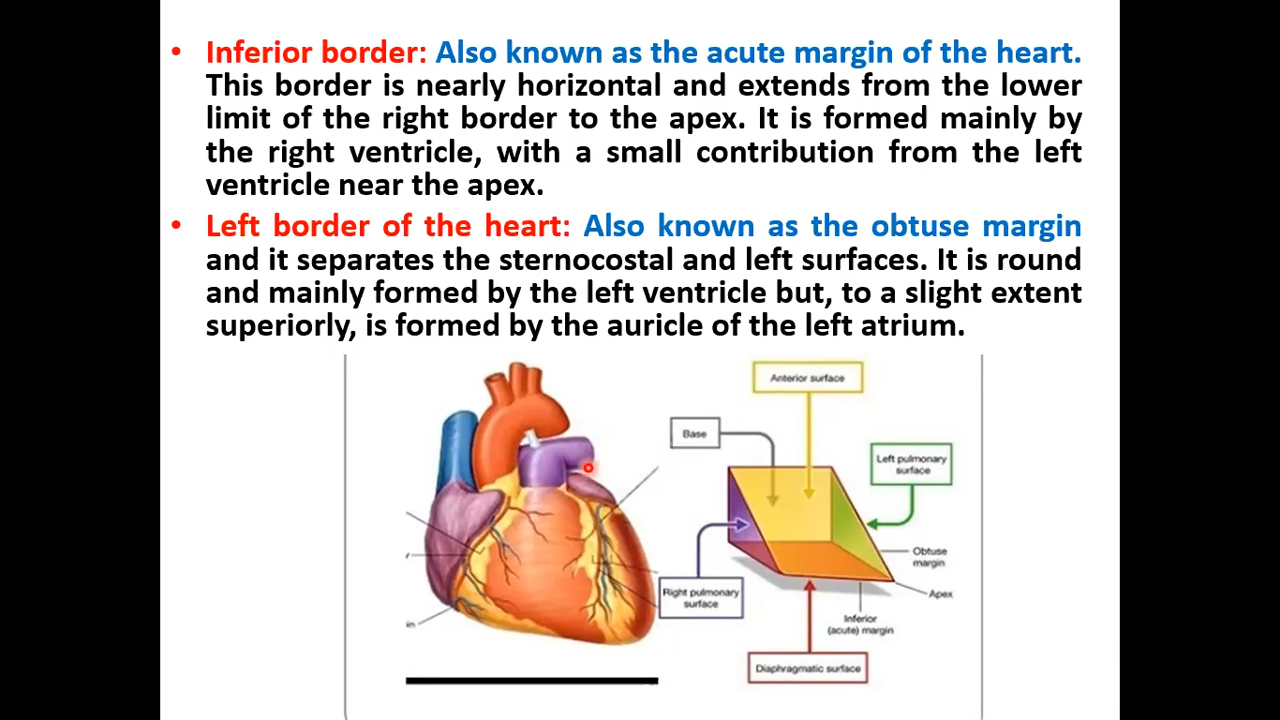 • Inferior border: Also known as the acute margin of the heart.
This border is nearly horizontal and extends from the lower
limit of the right border to the apex. It is formed mainly by
the right ventricle, with a small contribution from the left
ventricle near the apex.
• Left border of the heart: Also known as the obtuse margin
and it separates the sternocostal and left surfaces. It is round
and mainly formed by the left ventricle but, to a slight extent
superiorly, is formed by the auricle of the left atrium.
Anterior surface
Base
Left pulmonary
surface
Obtuse
margin
Right pulmonary
surface
Apex
Inferior
(acute) margin
Diaphragmatic surface